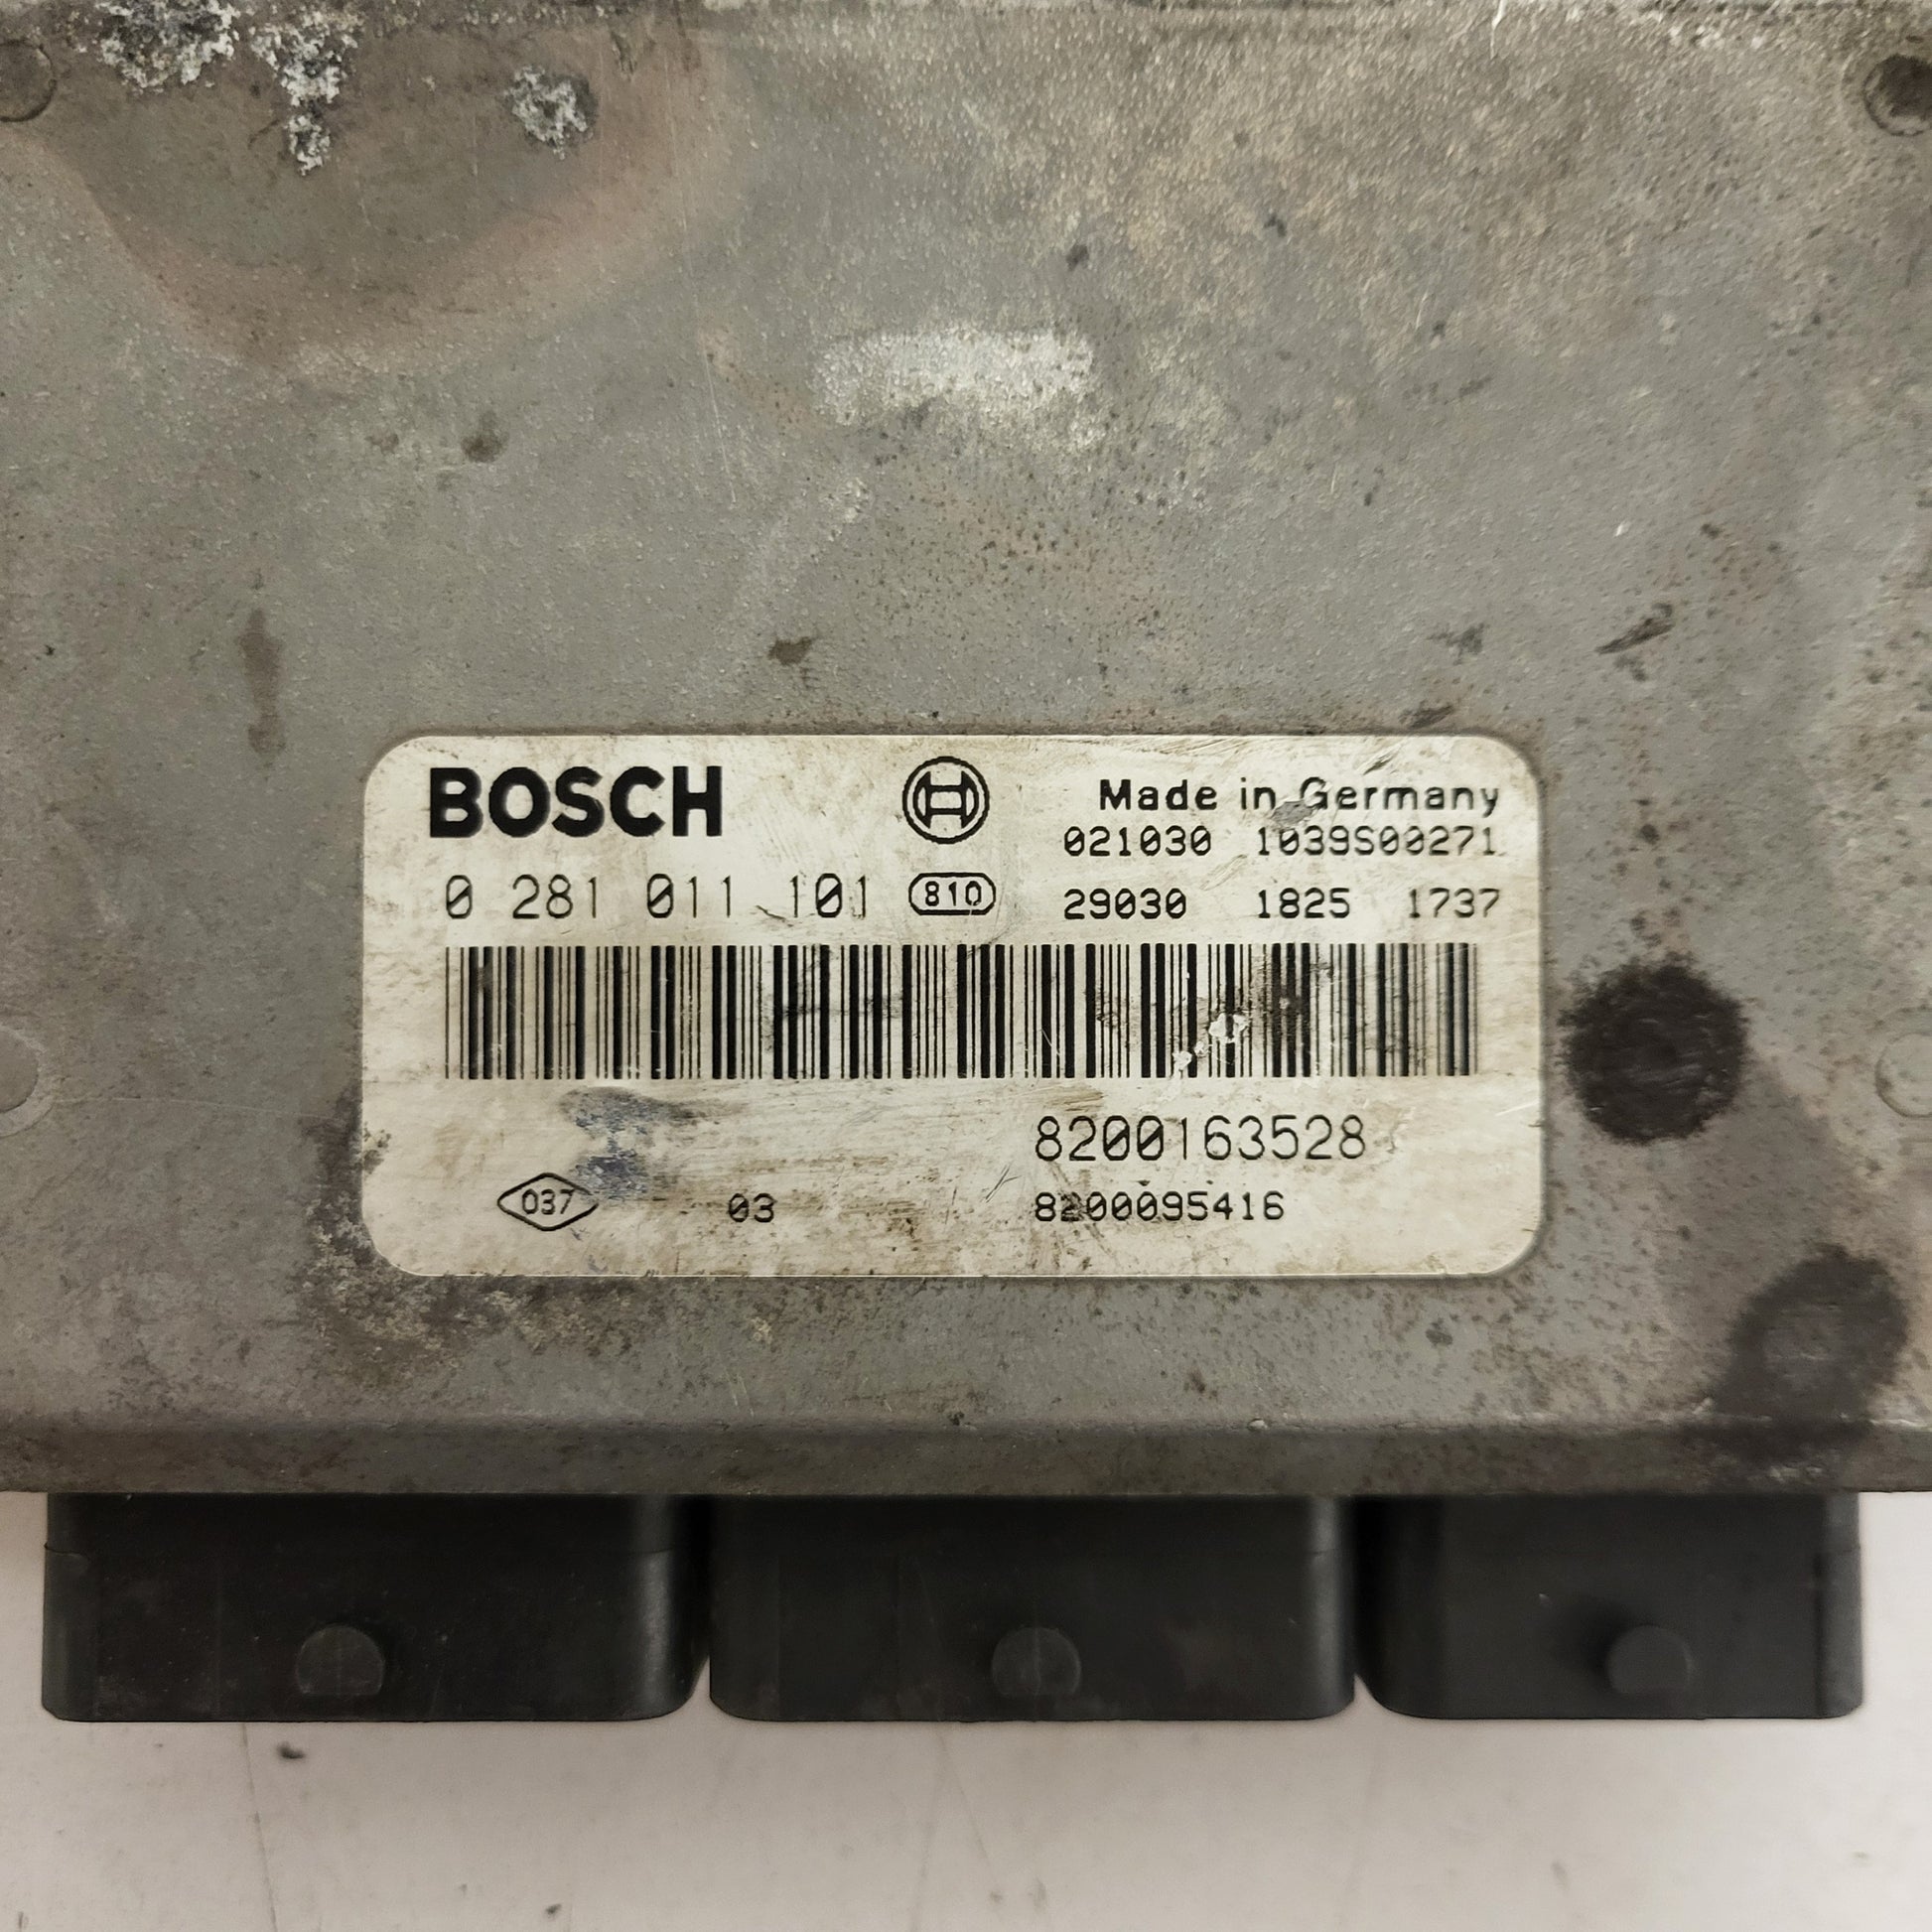 BOSCH Made in Germany
021030 1039S00271
0 281 011 101 810 29030 1825 1737
8200163528
037 03 8200095416